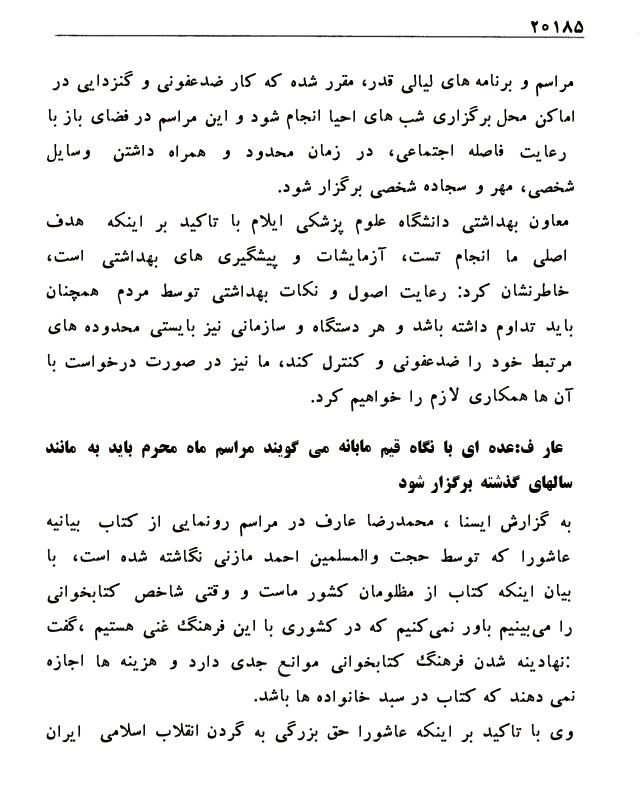 ۲۰۱۸۵
مراسم و برنامه های لیالی قدر، مقرر شده که کار ضدعفونی و گندزدایی در
اماکن محل برگزاری شب های احیا انجام شود و این مراسم در فضای باز با
رعایت فاصله اجتماعی، در زمان محدود و همراه داشتن وسایل
شخصی، مهر و سجاده شخصی برگزار شود.
معاون بهداشتی دانشگاه علوم پزشکی ایلام با تاکید بر اینکه هدف
اصلی ما انجام تست، آزمایشات و پیشگیری های بهداشتی است،
خاطرنشان کرد: رعایت اصول و نکات بهداشتی توسط مردم همچنان
باید تداوم داشته باشد و هر دستگاه و سازمانی نیز بایستی محدوده های
مرتبط خود را ضدعفونی و کنترل کند، ما نیز در صورت درخواست با
آن ها همکاری لازم را خواهیم کرد.
عار ف:عده ای با نگاه قیم مابانه می گویند مراسم ماه محرم باید به مانند
سالهای گذشته برگزار شود
به گزارش ایسنا ، محمدرضا عارف در مراسم رونمایی از کتاب بیانیه
عاشورا که توسط حجت والمسلمین احمد مازنی نگاشته شده است، با
بیان اینکه کتاب از مظلومان کشور ماست و وقتی شاخص کتابخوانی
را می‌بینیم باور نمی‌کنیم که در کشوری با این فرهنگ غنی هستیم ،گفت
:نهادینه شدن فرهنگ کتابخوانی موانع جدی دارد و هزینه ها اجازه
نمی دهند که کتاب در سبد خانواده ها باشد.
وی با تاکید بر اینکه عاشورا حق بزرگی به گردن انقلاب اسلامی ایران